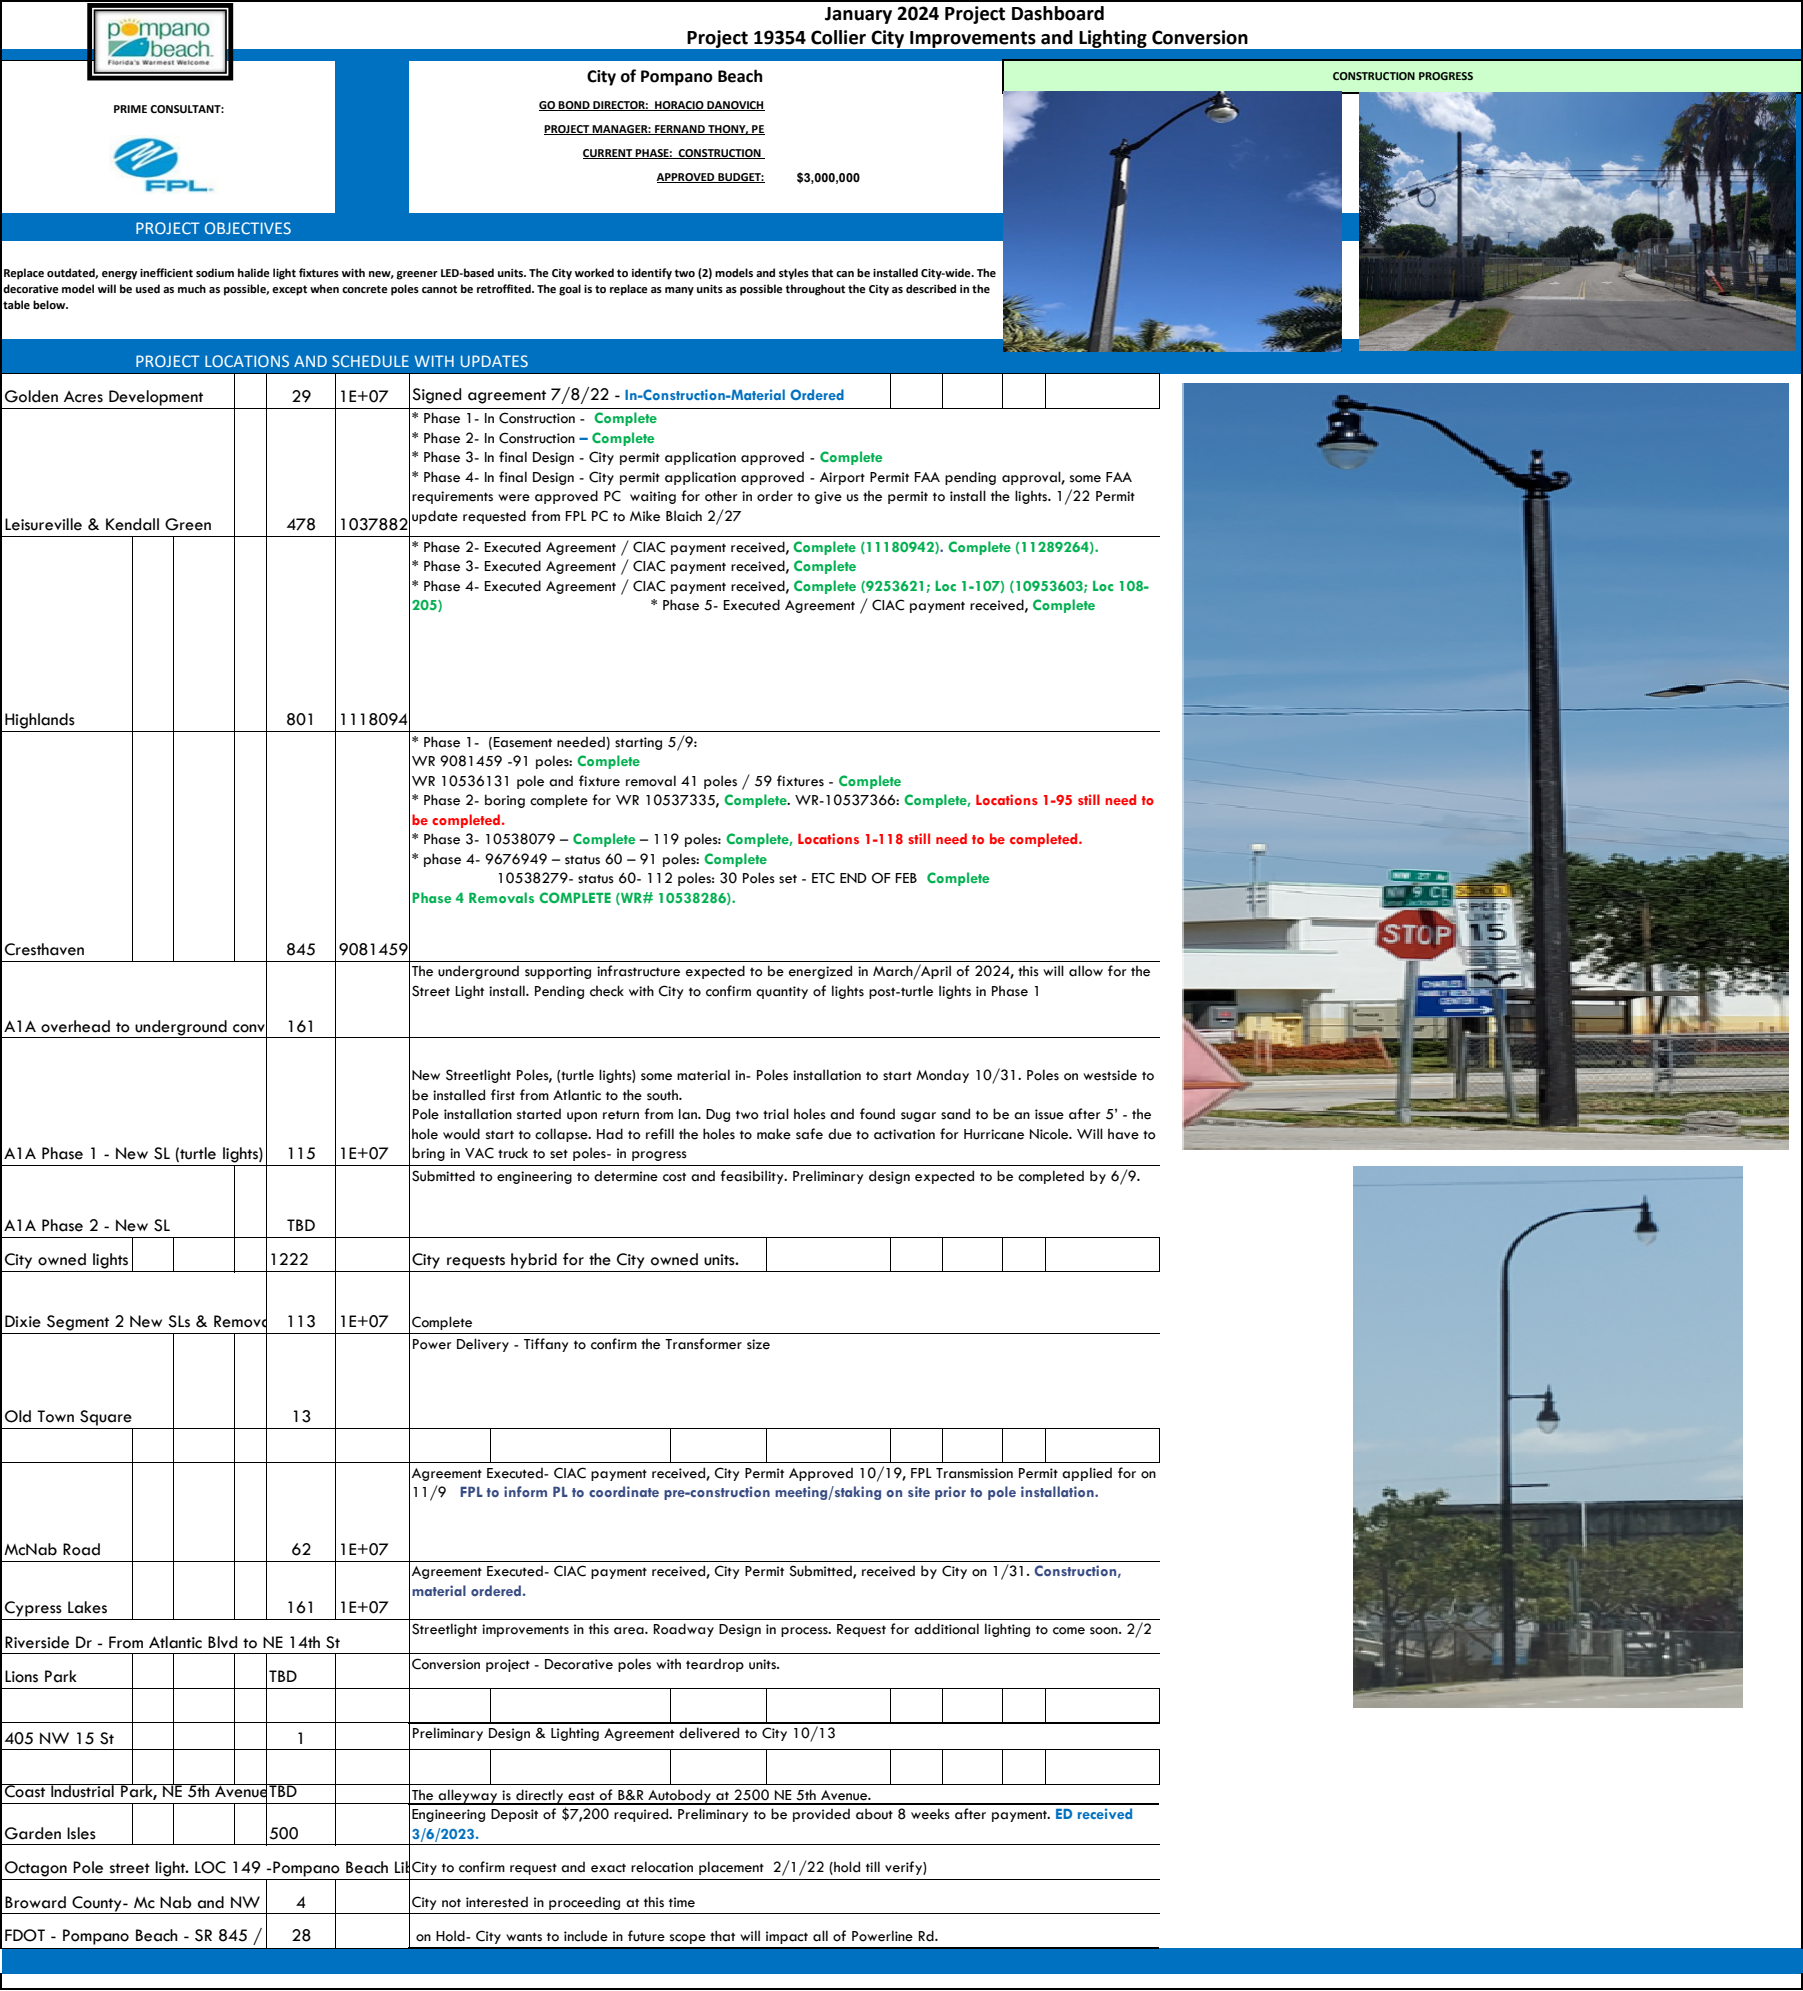 January 2024 Project Dashboard
Project 19354 Collier City Improvements and Lighting Conversion
pompano
beach
Florida's Warmest Welcome
PRIME CONSULTANT:
FPL
City of Pompano Beach
GO BOND DIRECTOR: HORACIO DANOVICH
PROJECT MANAGER: FERNAND THONY, PE
CURRENT PHASE: CONSTRUCTION
APPROVED BUDGET: $3,000,000
CONSTRUCTION PROGRESS
PROJECT OBJECTIVES
Replace outdated, energy inefficient sodium halide light fixtures with new, greener LED-based units. The City worked to identify two (2) models and styles that can be installed City-wide. The
decorative model will be used as much as possible, except when concrete poles cannot be retroffited. The goal is to replace as many units as possible throughout the City as described in the
table below.
PROJECT LOCATIONS AND SCHEDULE WITH UPDATES
Golden Acres Development 29 1E+07 Signed agreement 7/8/22 - In-Construction-Material Ordered
* Phase 1- In Construction - Complete
* Phase 2- In Construction – Complete
* Phase 3- In final Design - City permit application approved - Complete
* Phase 4- In final Design - City permit application approved - Airport Permit FAA pending approval, some FAA
requirements were approved PC waiting for other in order to give us the permit to install the lights. 1/22 Permit
update requested from FPL PC to Mike Blaich 2/27
Leisureville & Kendall Green 478 1037882
* Phase 2- Executed Agreement / CIAC payment received, Complete (11180942). Complete (11289264).
* Phase 3- Executed Agreement / CIAC payment received, Complete
* Phase 4- Executed Agreement / CIAC payment received, Complete (9253621; Loc 1-107) (10953603; Loc 108-
205) * Phase 5- Executed Agreement / CIAC payment received, Complete
Highlands 801 1118094
* Phase 1- (Easement needed) starting 5/9:
WR 9081459 -91 poles: Complete
WR 10536131 pole and fixture removal 41 poles / 59 fixtures - Complete
* Phase 2- boring complete for WR 10537335, Complete. WR-10537366: Complete, Locations 1-95 still need to
be completed.
* Phase 3- 10538079 – Complete – 119 poles: Complete, Locations 1-118 still need to be completed.
* phase 4- 9676949 – status 60 – 91 poles: Complete
10538279- status 60- 112 poles: 30 Poles set - ETC END OF FEB Complete
Phase 4 Removals COMPLETE (WR# 10538286).
Cresthaven 845 9081459
The underground supporting infrastructure expected to be energized in March/April of 2024, this will allow for the
Street Light install. Pending check with City to confirm quantity of lights post-turtle lights in Phase 1
A1A overhead to underground conv 161
New Streetlight Poles, (turtle lights) some material in- Poles installation to start Monday 10/31. Poles on westside to
be installed first from Atlantic to the south.
Pole installation started upon return from Ian. Dug two trial holes and found sugar sand to be an issue after 5' - the
hole would start to collapse. Had to refill the holes to make safe due to activation for Hurricane Nicole. Will have to
bring in VAC truck to set poles- in progress
A1A Phase 1 - New SL (turtle lights) 115 1E+07
Submitted to engineering to determine cost and feasibility. Preliminary design expected to be completed by 6/9.
A1A Phase 2 - New SL TBD
City owned lights 1222 City requests hybrid for the City owned units.
Dixie Segment 2 New SLs & Remov 113 1E+07 Complete
Power Delivery - Tiffany to confirm the Transformer size
Old Town Square 13
Agreement Executed- CIAC payment received, City Permit Approved 10/19, FPL Transmission Permit applied for on
11/9 FPL to inform PL to coordinate pre-construction meeting/staking on site prior to pole installation.
McNab Road 62 1E+07
Agreement Executed- CIAC payment received, City Permit Submitted, received by City on 1/31. Construction,
material ordered.
Cypress Lakes 161 1E+07
Streetlight improvements in this area. Roadway Design in process. Request for additional lighting to come soon. 2/2
Riverside Dr - From Atlantic Blvd to NE 14th St
Conversion project - Decorative poles with teardrop units.
Lions Park TBD
Preliminary Design & Lighting Agreement delivered to City 10/13
405 NW 15 St 1
Coast Industrial Park, NE 5th Avenue TBD The alleyway is directly east of B&R Autobody at 2500 NE 5th Avenue.
Engineering Deposit of $7,200 required. Preliminary to be provided about 8 weeks after payment. ED received
3/6/2023.
Garden Isles 500
Octagon Pole street light. LOC 149 -Pompano Beach Lib City to confirm request and exact relocation placement 2/1/22 (hold till verify)
Broward County- Mc Nab and NW 4 City not interested in proceeding at this time
FDOT - Pompano Beach - SR 845 / 28 on Hold- City wants to include in future scope that will impact all of Powerline Rd.
NW 27 AV
NW 9 Ct
SCHOOL
SPEED
LIMIT
15
STOP
CENTER